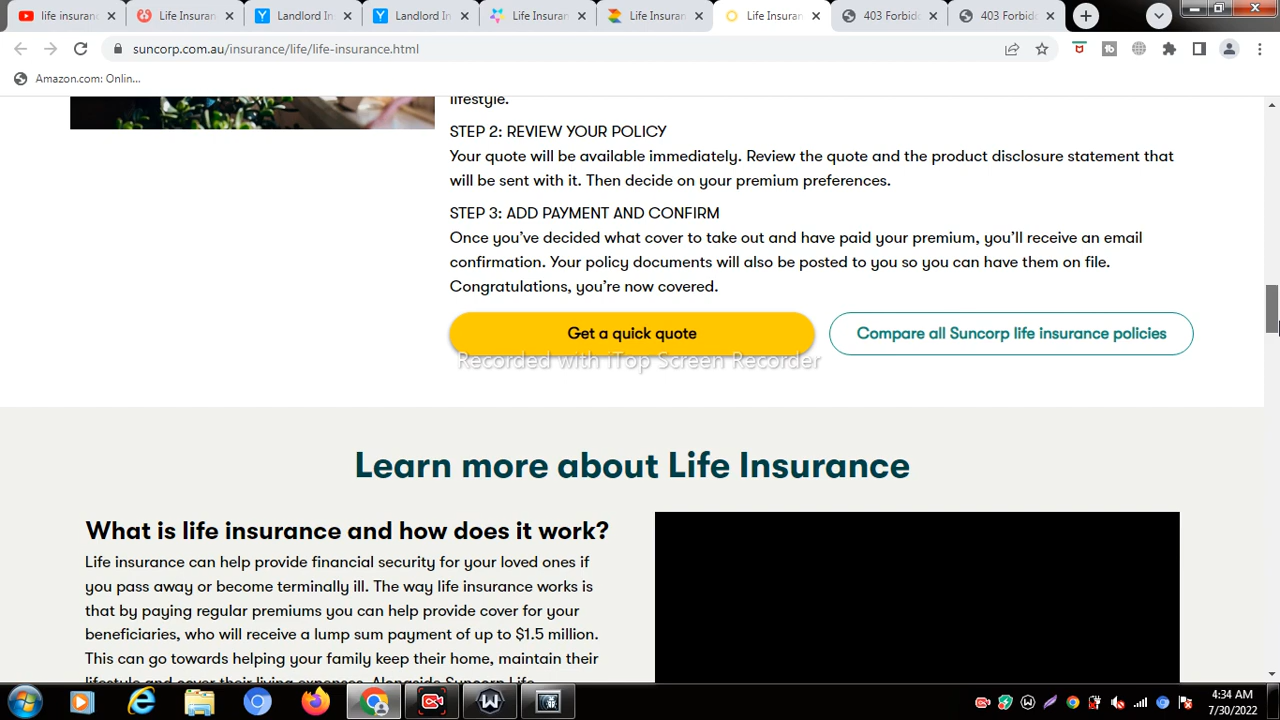 life insuranc
Life Insuran
Landlord In
Landlord In
Life Insuran
Life Insuran
Life Insuran
403 Forbid
403 Forbid
suncorp.com.au/insurance/life/life-insurance.html
Amazon.com: Onlin...
lifestyle.
STEP 2: REVIEW YOUR POLICY
Your quote will be available immediately. Review the quote and the product disclosure statement that
will be sent with it. Then decide on your premium preferences.
STEP 3: ADD PAYMENT AND CONFIRM
Once you’ve decided what cover to take out and have paid your premium, you’ll receive an email
confirmation. Your policy documents will also be posted to you so you can have them on file.
Congratulations, you’re now covered.
Get a quick quote
Compare all Suncorp life insurance policies
Recorded with iTop Screen Recorder
Learn more about Life Insurance
What is life insurance and how does it work?
Life insurance can help provide financial security for your loved ones if
you pass away or become terminally ill. The way life insurance works is
that by paying regular premiums you can help provide cover for your
beneficiaries, who will receive a lump sum payment of up to $1.5 million.
This can go towards helping your family keep their home, maintain their
lifestyle and cover their living expenses. Alongside Suncorp Life
4:34 AM
7/30/2022